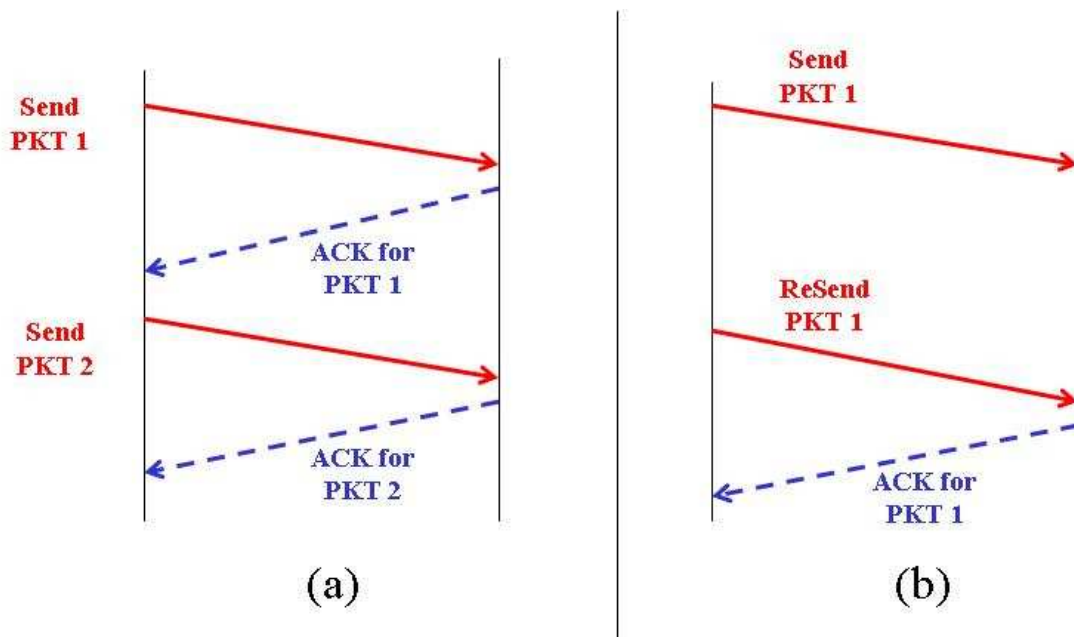 Send
PKT 1
ACK for
PKT 1
Send
PKT 2
ACK for
PKT 2
(a)
Send
PKT 1
ReSend
PKT 1
ACK for
PKT 1
(b)